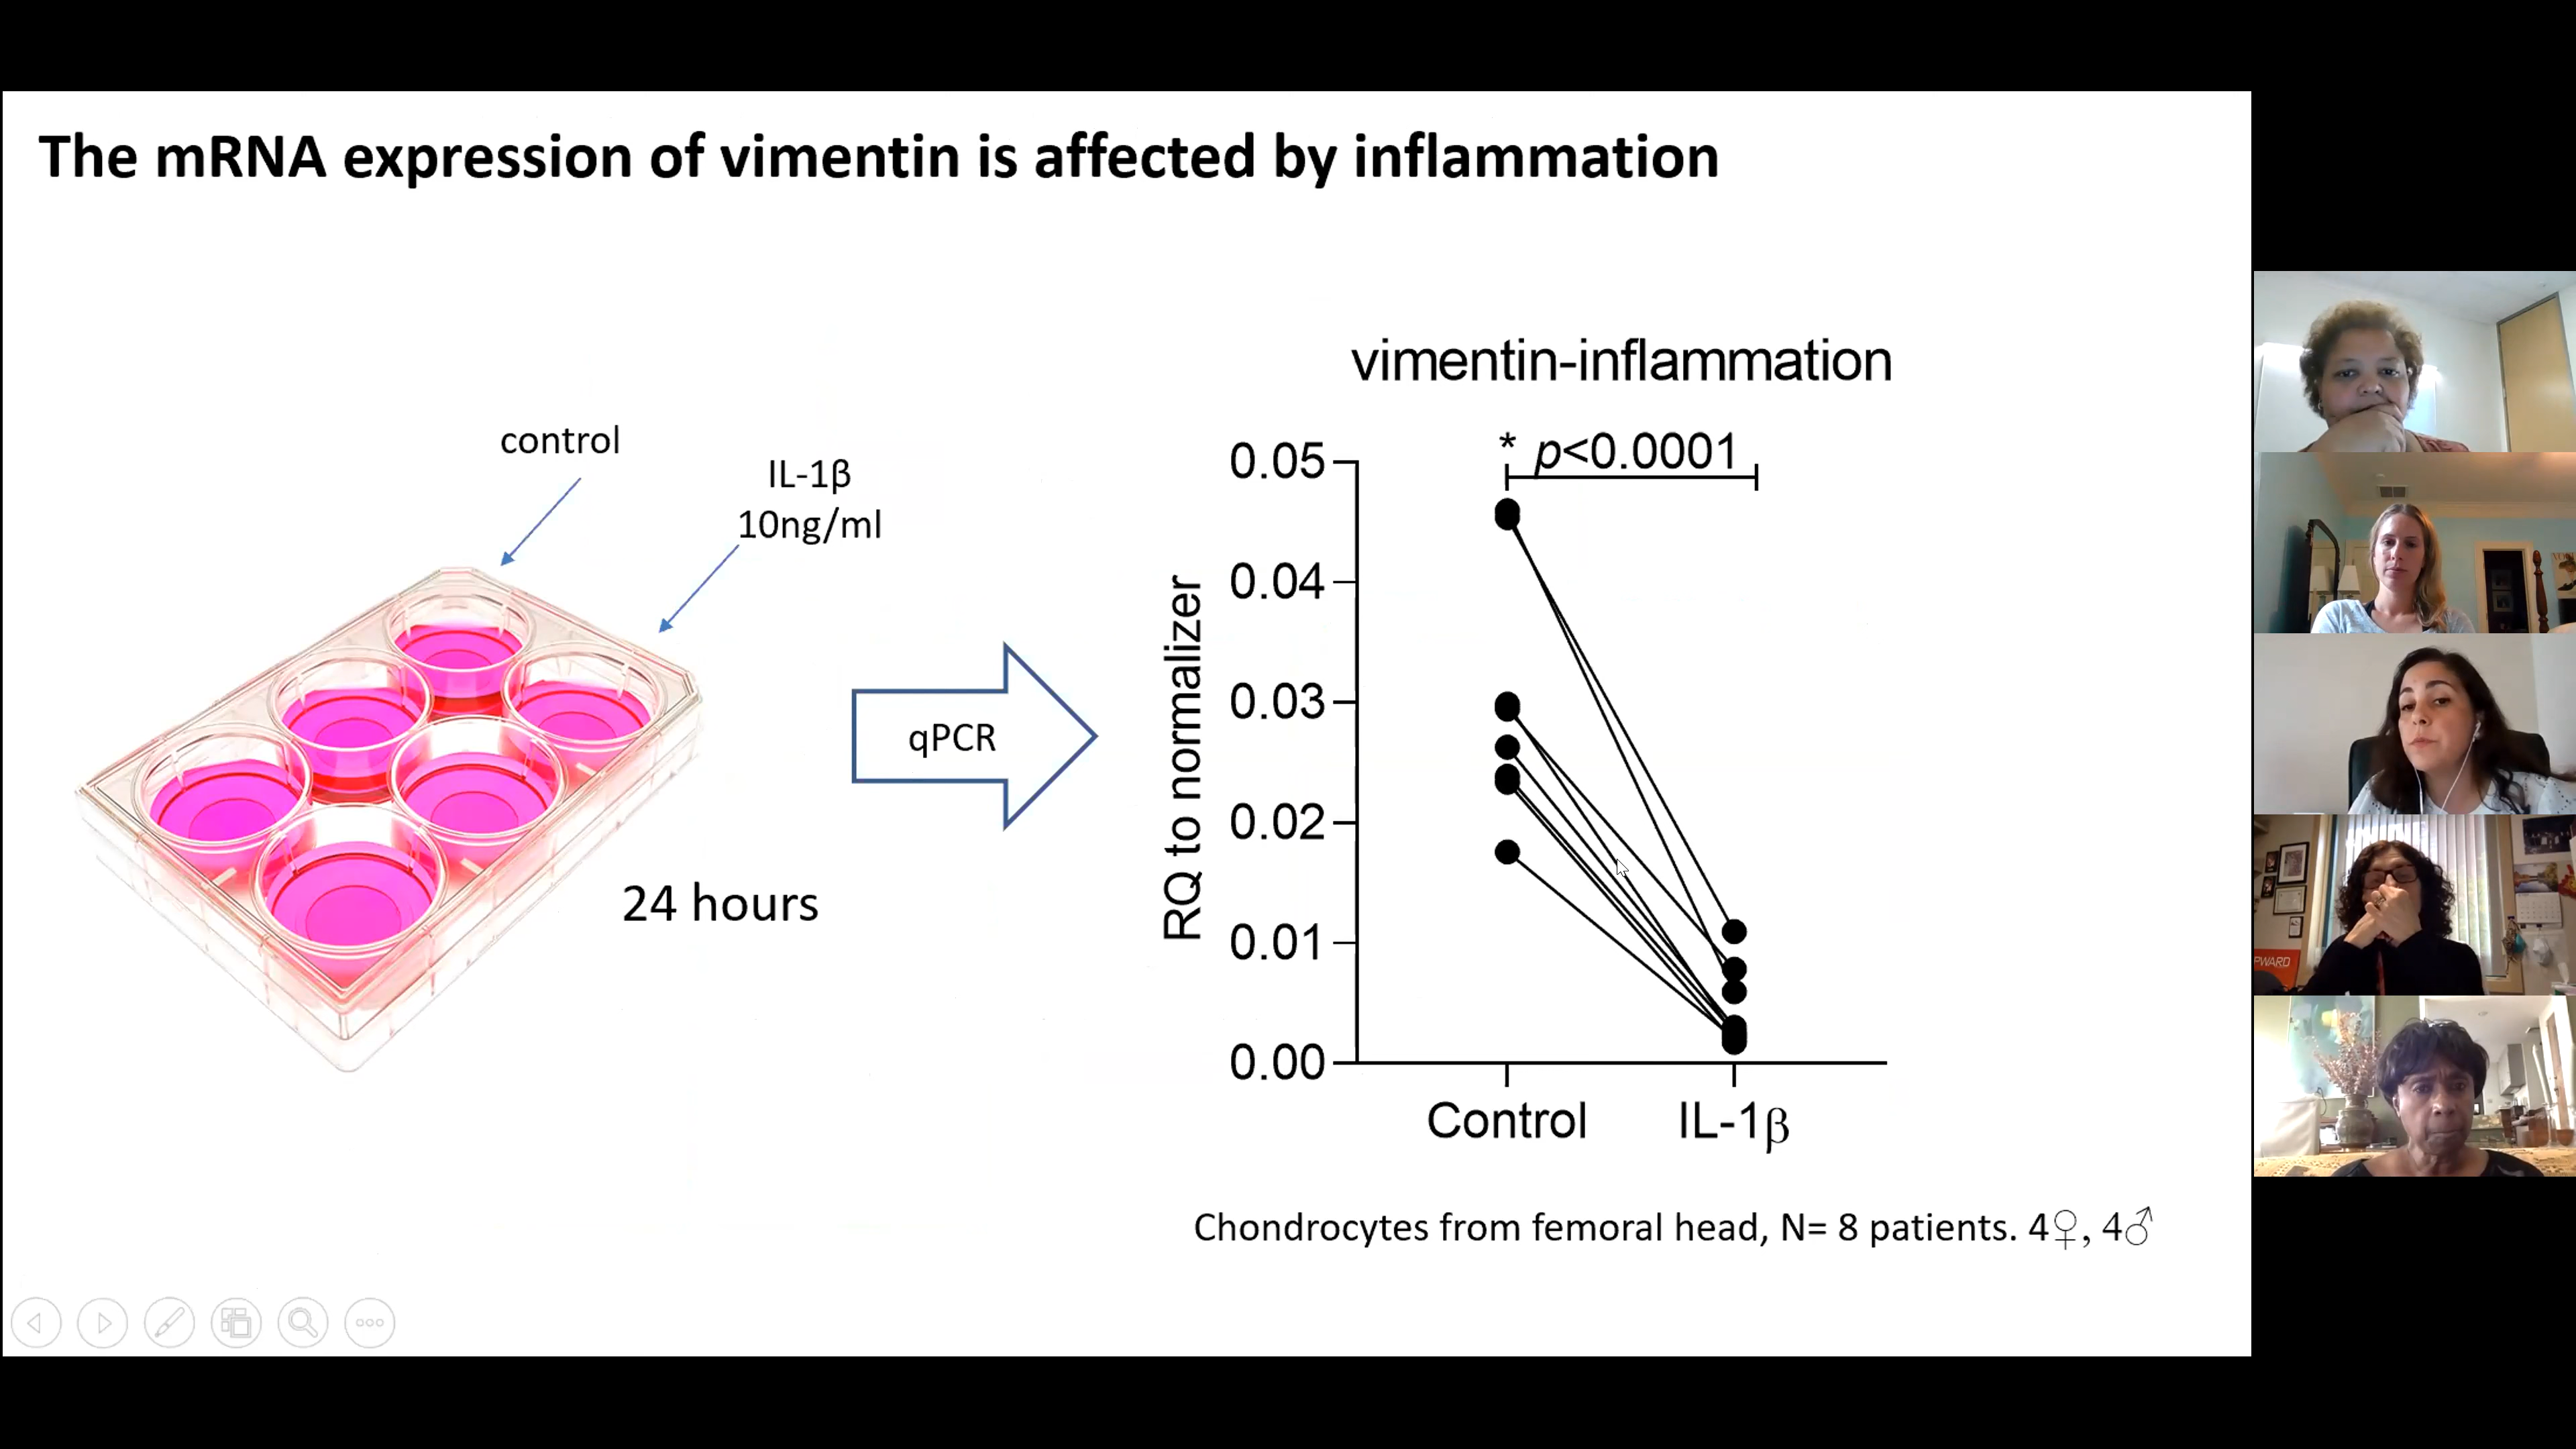 The mRNA expression of vimentin is affected by inflammation
control
IL-1β
10ng/ml
24 hours
qPCR
vimentin-inflammation
* p<0.0001
RQ to normalizer
0.05
0.04
0.03
0.02
0.01
0.00
Control
IL-1β
Chondrocytes from femoral head, N= 8 patients. 4♀, 4♂
PWARD